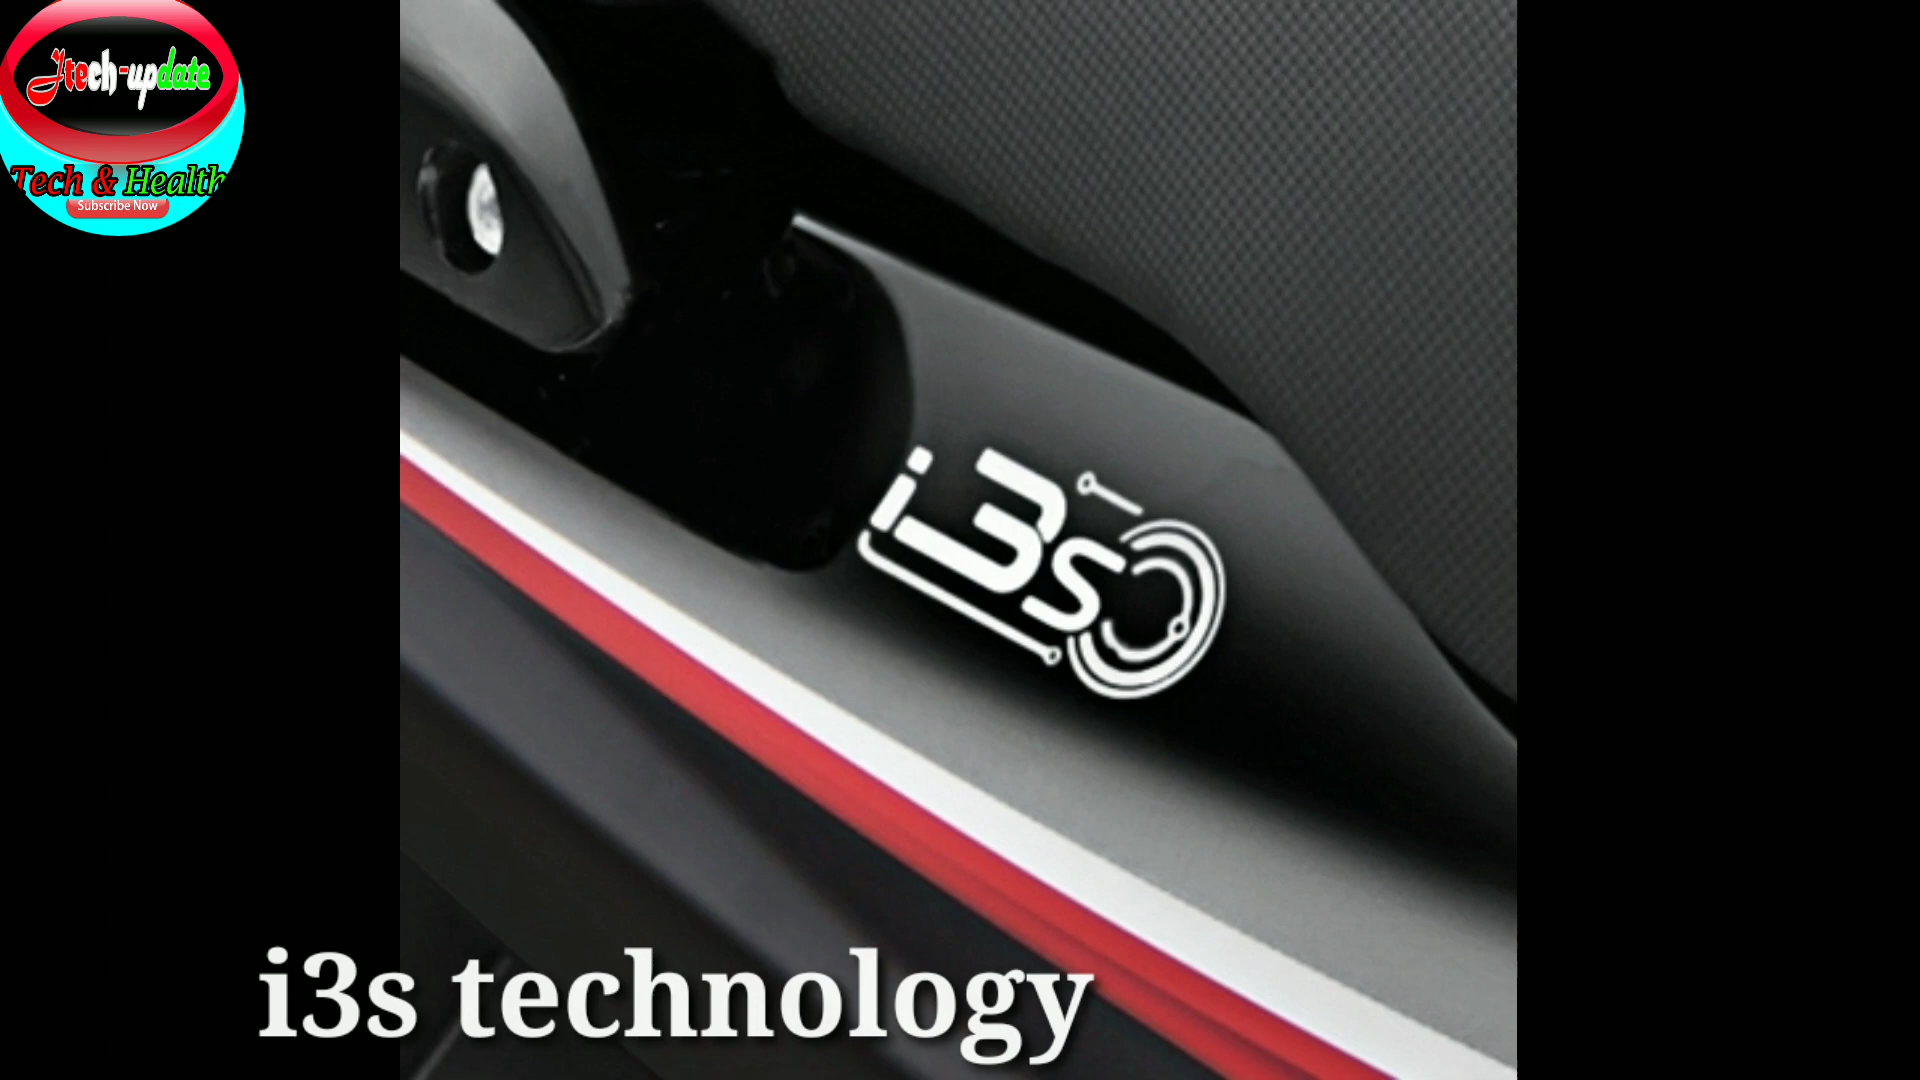 Jtech-update
Tech & Health
Subscribe Now
i3s
i3s technology